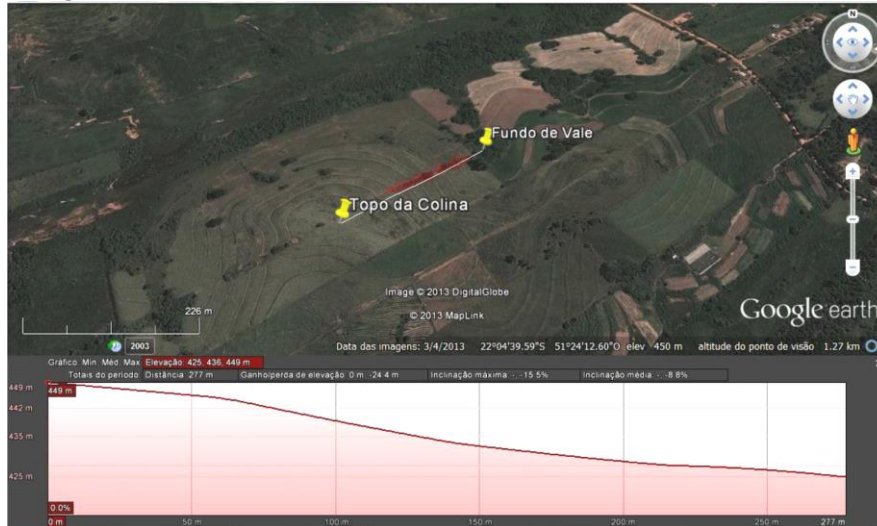 N
Fundo de Vale
Topo da Colina
Image © 2013 DigitalGlobe
226 m
© 2013 MapLink
Google earth
2003
Data das imagens: 3/4/2013 22°04'39.59"S 51°24'12.60"O elev 450 m altitude do ponto de visão 1.27 km
Gráfico Min. Méd. Max Elevação: 425, 436, 449 m
Totais do período Distância: 277 m Ganho/perda de elevação 0 m, -24.4 m Inclinação máxima -, -15.5% Inclinação média -, -8.8%
449 m
449 m
442 m
435 m
425 m
0.0%
0 m 50 m 100 m 150 m 200 m 250 m 277 m